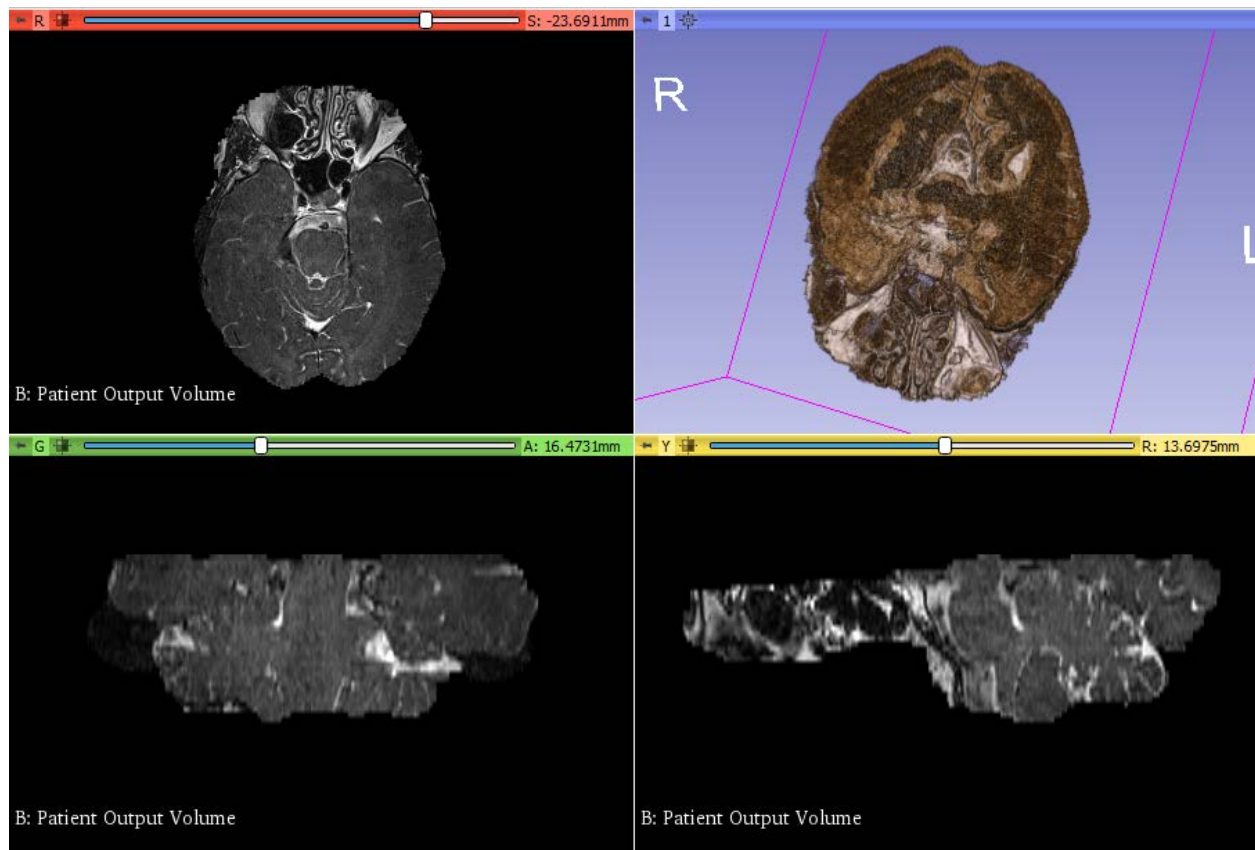 R S: -23.6911mm
1
R
L
B: Patient Output Volume
G A: 16.4731mm
Y R: 13.6975mm
B: Patient Output Volume
B: Patient Output Volume